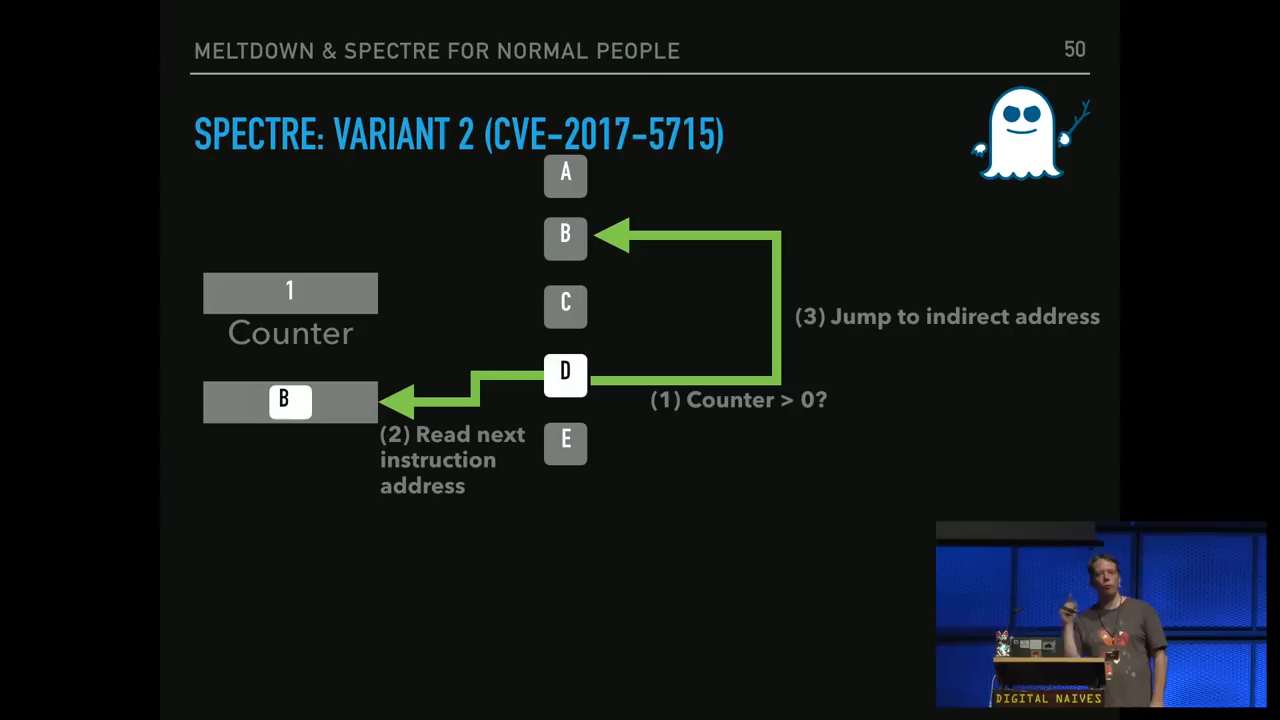 MELTDOWN & SPECTRE FOR NORMAL PEOPLE
50
SPECTRE: VARIANT 2 (CVE-2017-5715)
A
B
1
C
(3) Jump to indirect address
Counter
D
B
(1) Counter > 0?
(2) Read next
instruction
address
E
DIGITAL NAIVES